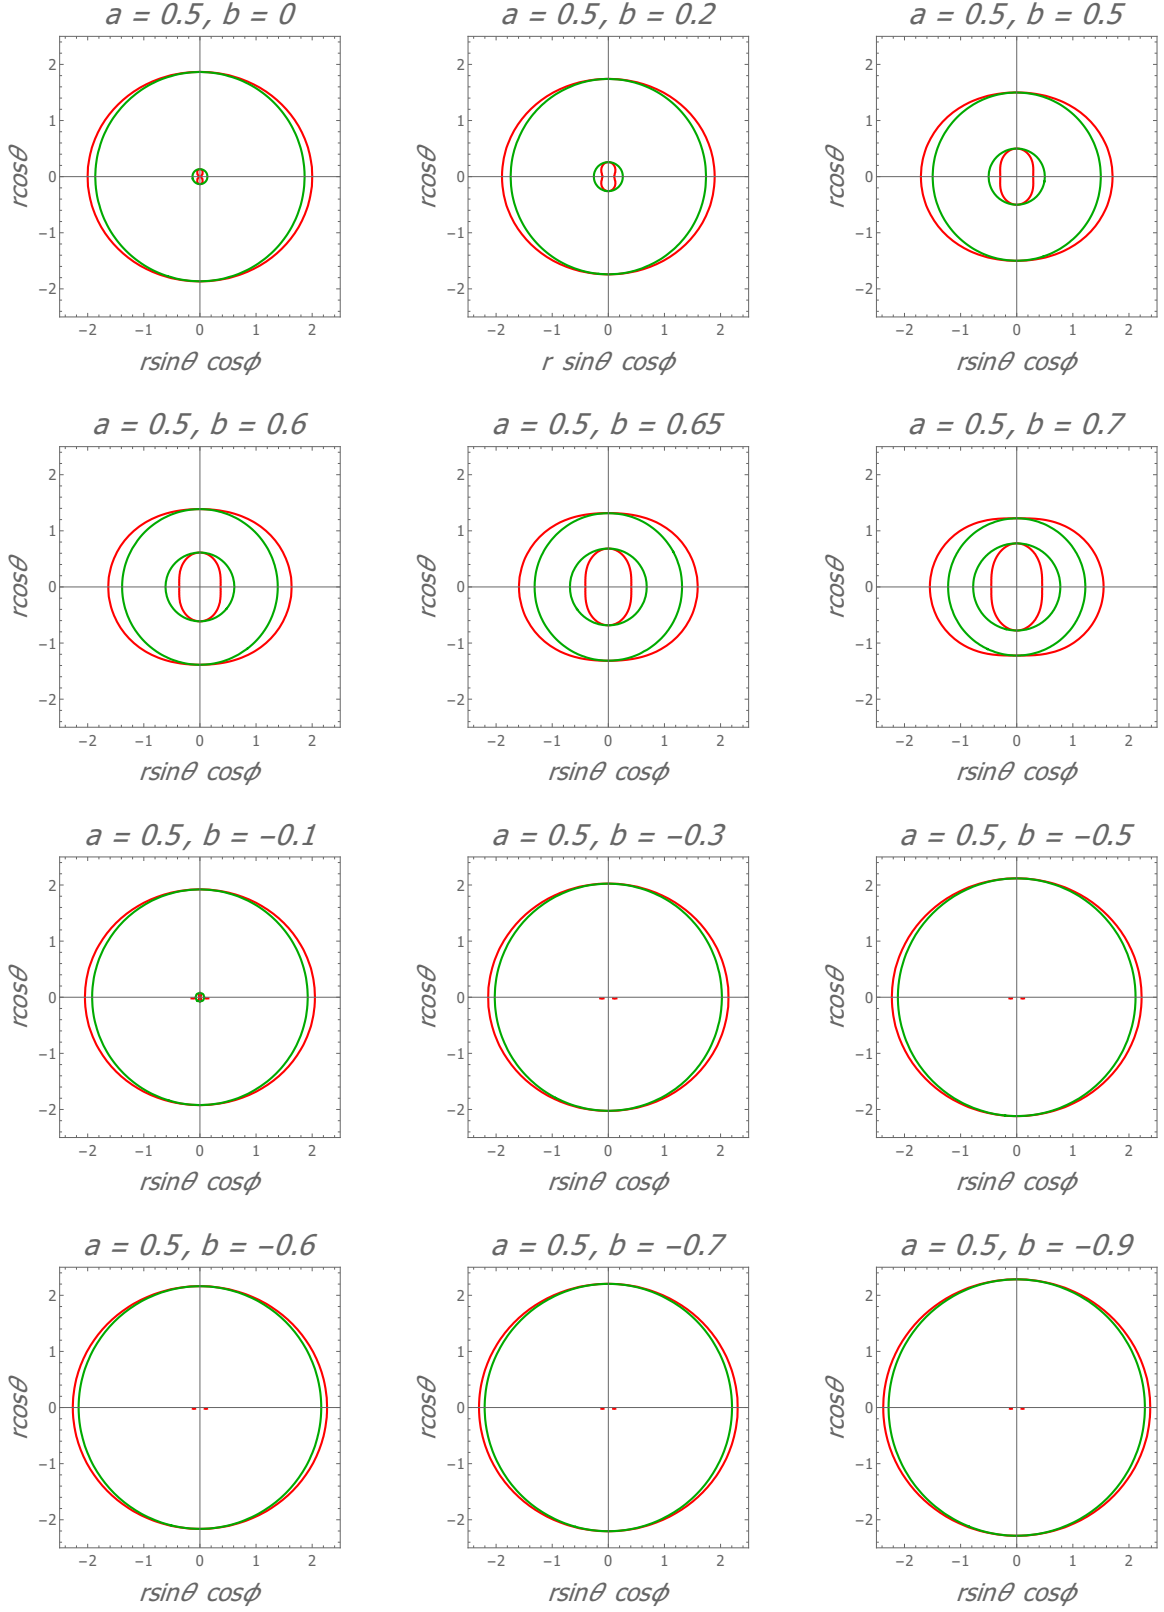 a = 0.5, b = 0
a = 0.5, b = 0.2
a = 0.5, b = 0.5
rcosθ
2
1
0
−1
−2
−2 −1 0 1 2
rsinθ cosϕ
rcosθ
2
1
0
−1
−2
−2 −1 0 1 2
r sinθ cosϕ
rcosθ
2
1
0
−1
−2
−2 −1 0 1 2
rsinθ cosϕ
a = 0.5, b = 0.6
a = 0.5, b = 0.65
a = 0.5, b = 0.7
rcosθ
2
1
0
−1
−2
−2 −1 0 1 2
rsinθ cosϕ
rcosθ
2
1
0
−1
−2
−2 −1 0 1 2
rsinθ cosϕ
rcosθ
2
1
0
−1
−2
−2 −1 0 1 2
rsinθ cosϕ
a = 0.5, b = −0.1
a = 0.5, b = −0.3
a = 0.5, b = −0.5
rcosθ
2
1
0
−1
−2
−2 −1 0 1 2
rsinθ cosϕ
rcosθ
2
1
0
−1
−2
−2 −1 0 1 2
rsinθ cosϕ
rcosθ
2
1
0
−1
−2
−2 −1 0 1 2
rsinθ cosϕ
a = 0.5, b = −0.6
a = 0.5, b = −0.7
a = 0.5, b = −0.9
rcosθ
2
1
0
−1
−2
−2 −1 0 1 2
rsinθ cosϕ
rcosθ
2
1
0
−1
−2
−2 −1 0 1 2
rsinθ cosϕ
rcosθ
2
1
0
−1
−2
−2 −1 0 1 2
rsinθ cosϕ